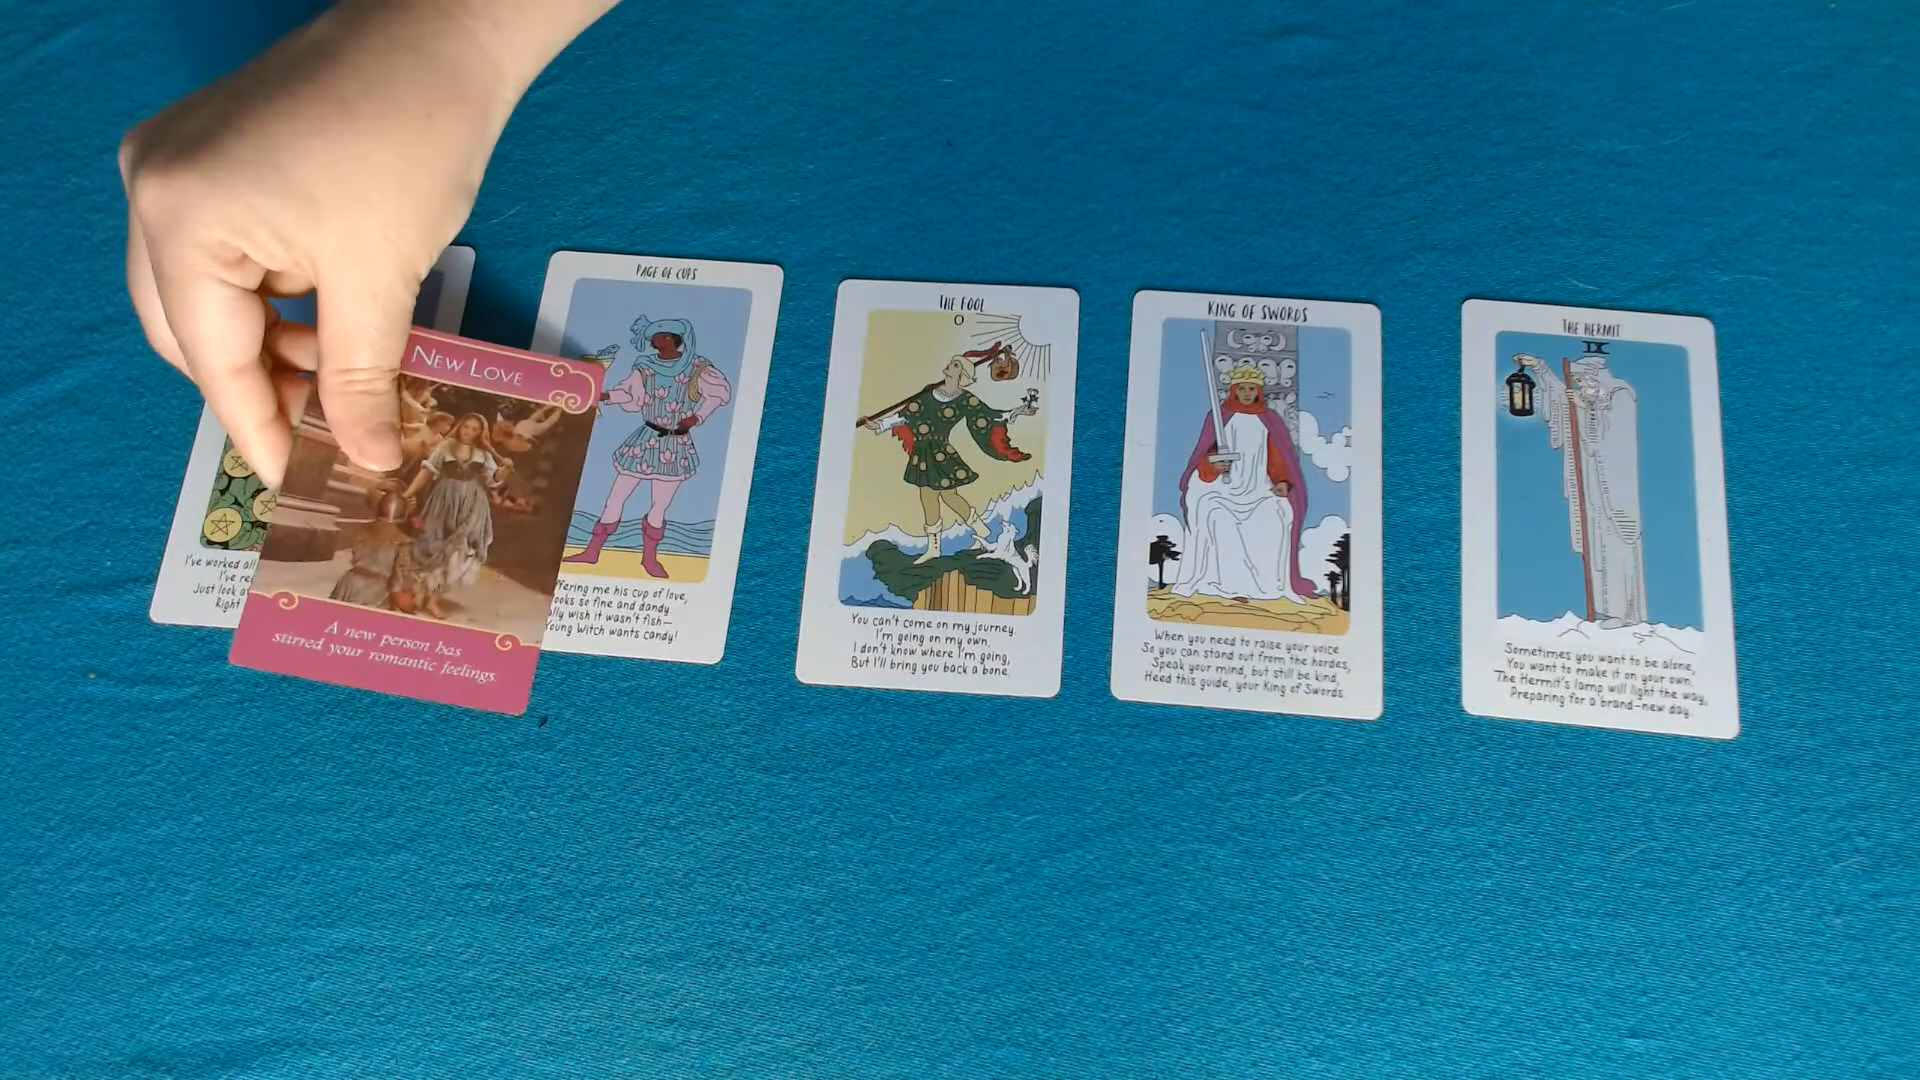 I've worked all
I've re
Just look a
Right
NEW LOVE
A new person has
stirred your romantic feelings.
PAGE OF CUPS
ffering me his cup of love,
ooks so fine and dandy
ally wish it wasn't fish—
Young Witch wants candy!
THE FOOL
0
You can't come on my journey.
I'm going on my own.
I don't know where I'm going,
But I'll bring you back a bone.
KING OF SWORDS
When you need to raise your voice
So you can stand out from the hordes,
Speak your mind, but still be kind,
Heed this guide, your King of Swords.
THE HERMIT
IX
Sometimes you want to be alone,
You want to make it on your own.
The Hermit's lamp will light the way,
Preparing for a brand-new day.